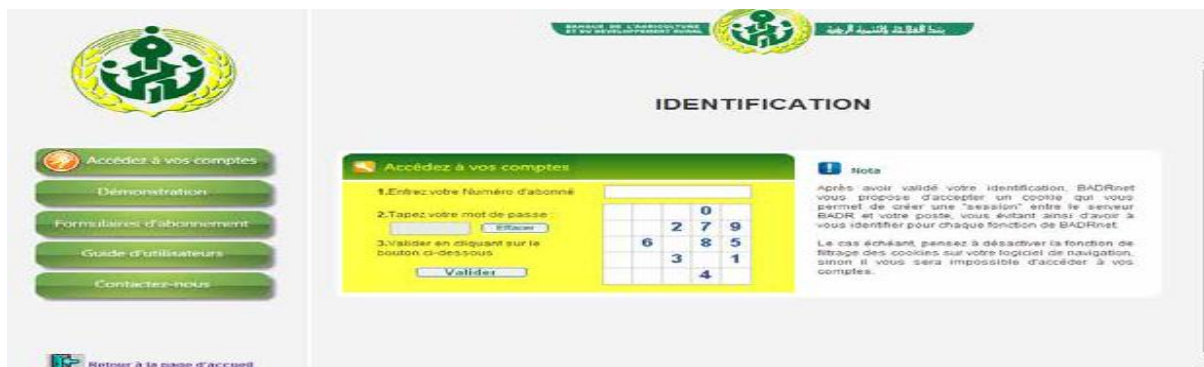 BANQUE DE L'AGRICULTURE
ET DU DEVELOPPEMENT RURAL
بنك الفلاحة والتنمية الريفية
IDENTIFICATION
Accédez à vos comptes
Démonstration
Formulaires d'abonnement
Guide d'utilisateurs
Contactez-nous
Retour à la page d'accueil
Accédez à vos comptes
1.Entrez votre Numéro d'abonné
2.Tapez votre mot de passe :
Effacer
3.Valider en cliquant sur le
bouton ci-dessous
Valider
0
2 7 9
6 8 5
3 1
4
Nota
Après avoir validé votre identification, BADRnet
vous propose d'accepter un cookie qui vous
permet de créer une "session" entre le serveur
BADR et votre poste, vous évitant ainsi d'avoir à
vous identifier pour chaque fonction de BADRnet.
Le cas échéant, pensez à désactiver la fonction de
filtrage des cookies sur votre logiciel de navigation,
sinon il vous sera impossible d'accéder à vos
comptes.